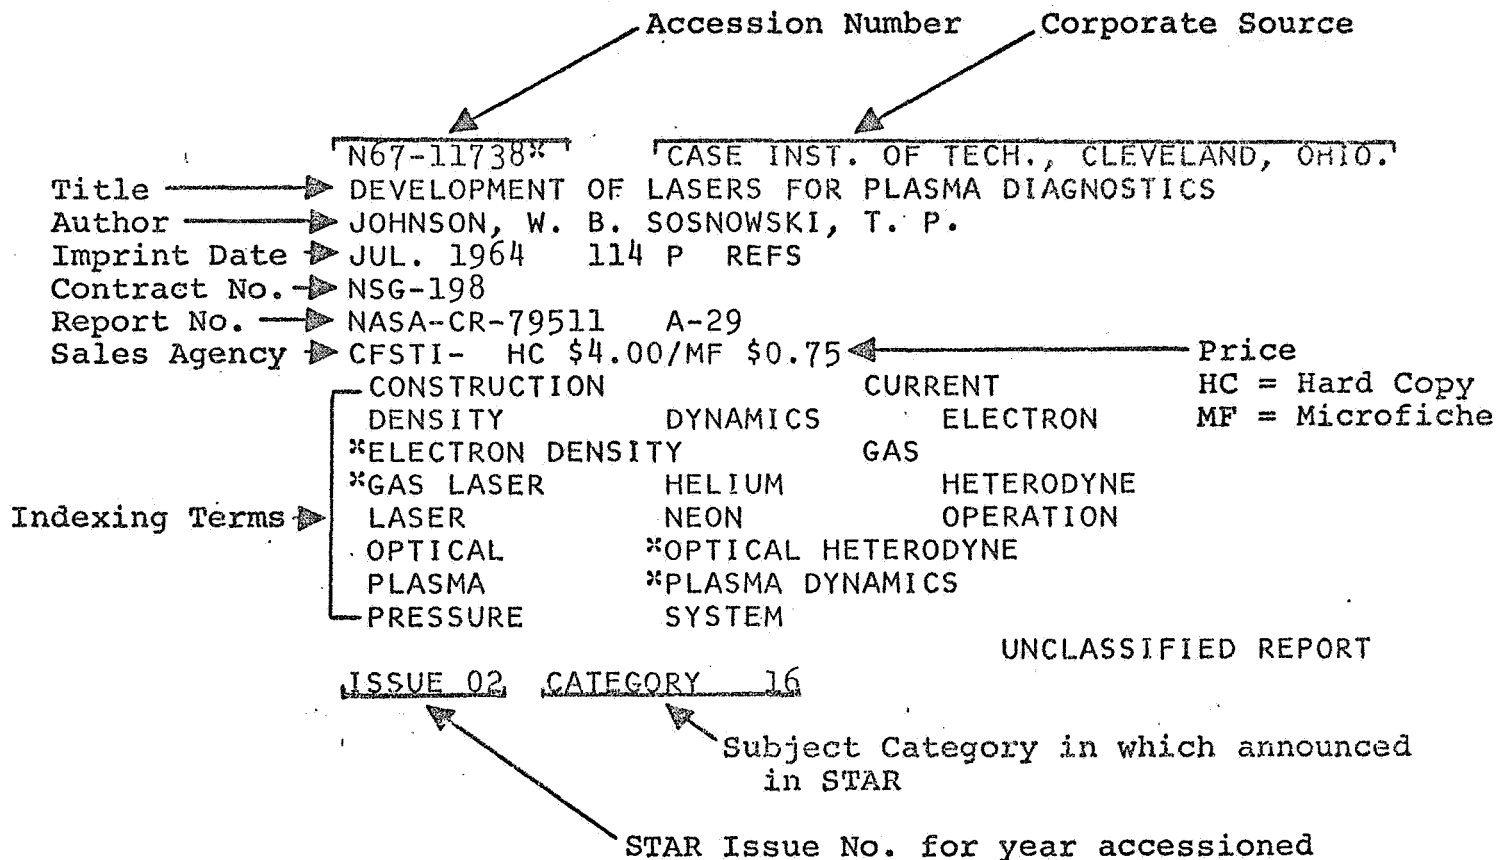 Accession Number Corporate Source
N67-11738* CASE INST. OF TECH., CLEVELAND, OHIO.
Title DEVELOPMENT OF LASERS FOR PLASMA DIAGNOSTICS
Author JOHNSON, W. B. SOSNOWSKI, T. P.
Imprint Date JUL. 1964 114 P REFS
Contract No. NSG-198
Report No. NASA-CR-79511 A-29
Sales Agency CFSTI- HC $4.00/MF $0.75 Price
CONSTRUCTION CURRENT HC = Hard Copy
DENSITY DYNAMICS ELECTRON MF = Microfiche
*ELECTRON DENSITY GAS
*GAS LASER HELIUM HETERODYNE
Indexing Terms LASER NEON OPERATION
OPTICAL *OPTICAL HETERODYNE
PLASMA *PLASMA DYNAMICS
PRESSURE SYSTEM
UNCLASSIFIED REPORT
ISSUE 02 CATEGORY 16
Subject Category in which announced
in STAR
STAR Issue No. for year accessioned